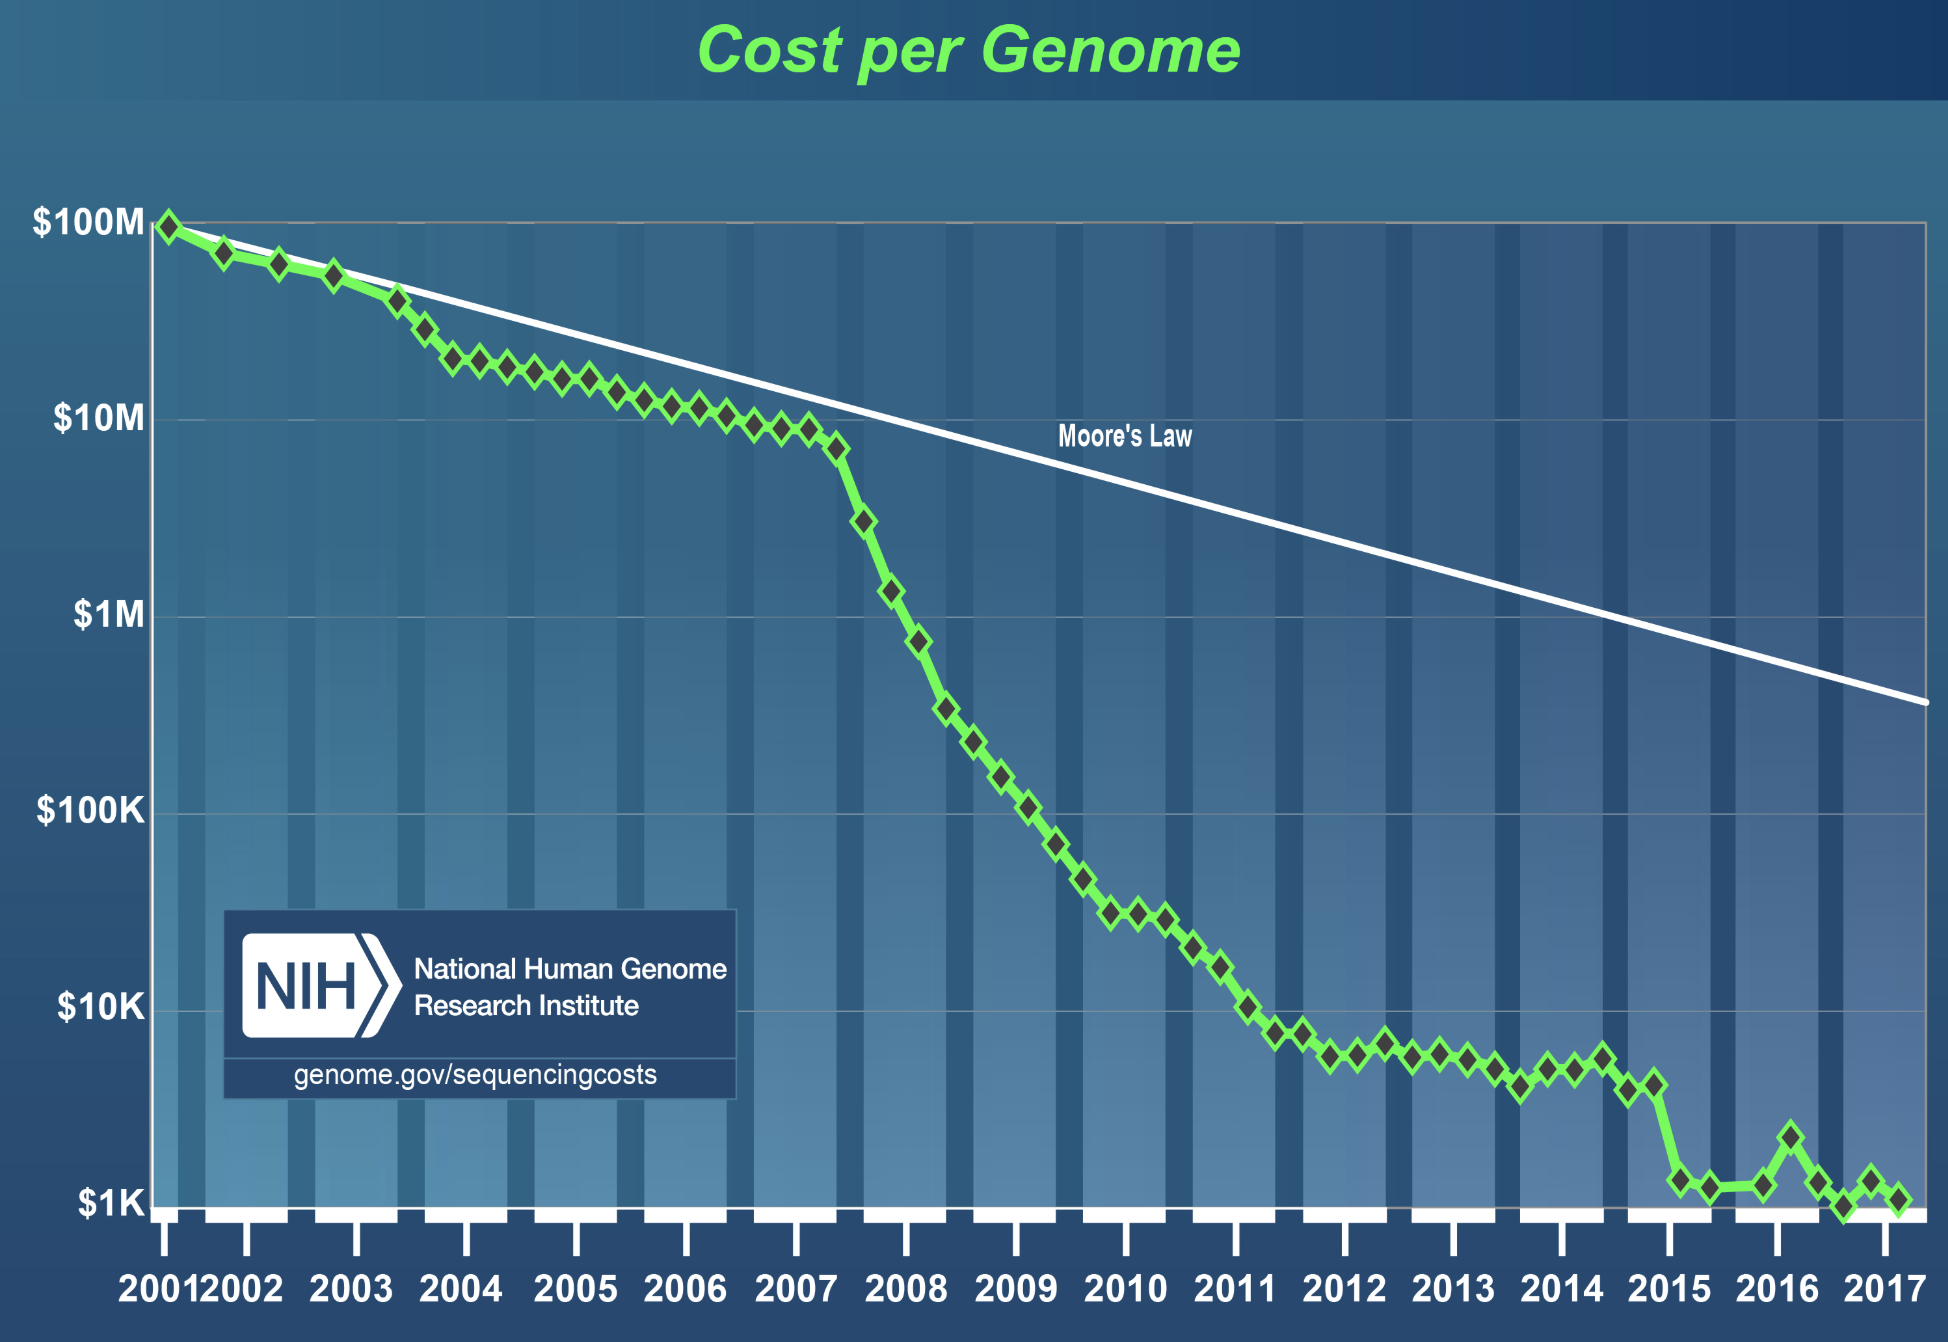 Cost per Genome
$100M
$10M
$1M
$100K
$10K
$1K
Moore's Law
NIH
National Human Genome
Research Institute
genome.gov/sequencingcosts
2001 2002 2003 2004 2005 2006 2007 2008 2009 2010 2011 2012 2013 2014 2015 2016 2017